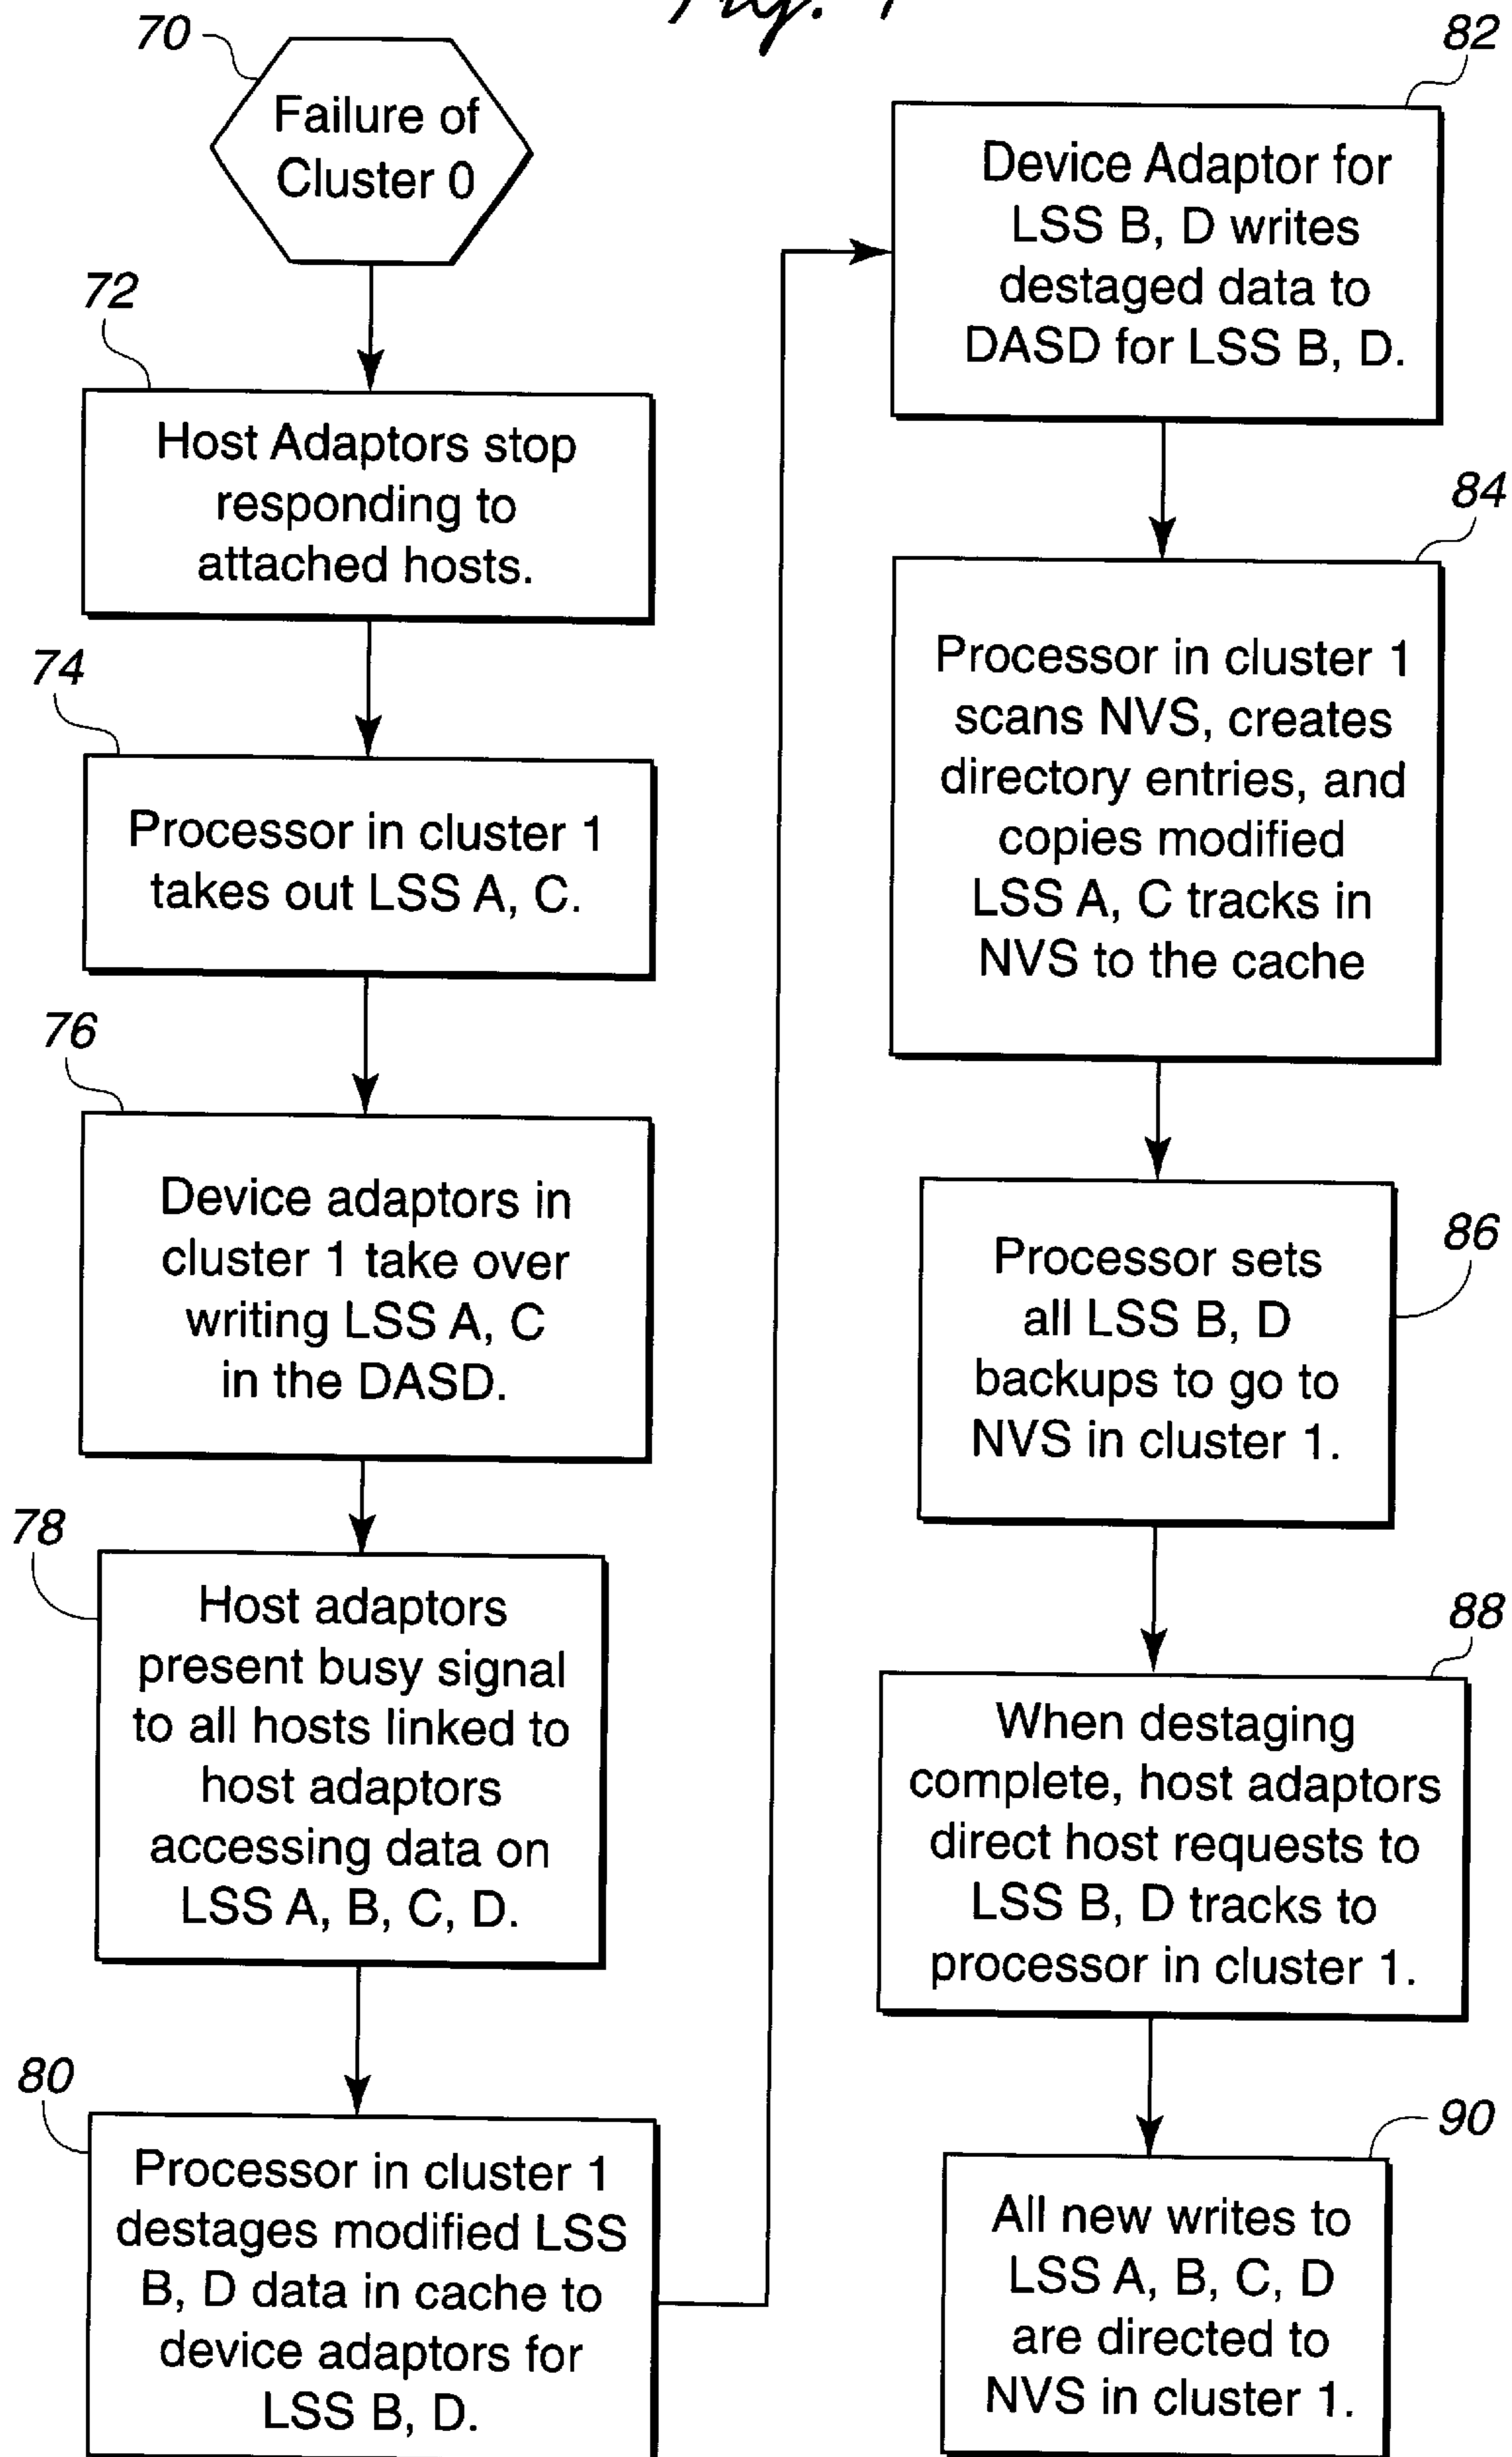 Fig.
70
Failure of
Cluster 0
72
Host Adaptors stop
responding to
attached hosts.
74
Processor in cluster 1
takes out LSS A, C.
76
Device adaptors in
cluster 1 take over
writing LSS A, C
in the DASD.
78
Host adaptors
present busy signal
to all hosts linked to
host adaptors
accessing data on
LSS A, B, C, D.
80
Processor in cluster 1
destages modified LSS
B, D data in cache to
device adaptors for
LSS B, D.
82
Device Adaptor for
LSS B, D writes
destaged data to
DASD for LSS B, D.
84
Processor in cluster 1
scans NVS, creates
directory entries, and
copies modified
LSS A, C tracks in
NVS to the cache
86
Processor sets
all LSS B, D
backups to go to
NVS in cluster 1.
88
When destaging
complete, host adaptors
direct host requests to
LSS B, D tracks to
processor in cluster 1.
90
All new writes to
LSS A, B, C, D
are directed to
NVS in cluster 1.